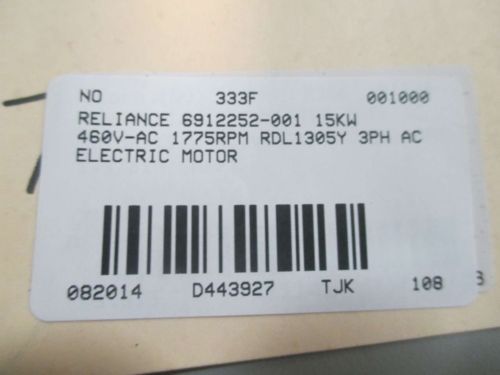 NO 333F 001000
RELIANCE 6912252-001 15KW
460V-AC 1775RPM RDL1305Y 3PH AC
ELECTRIC MOTOR
082014 D443927 TJK 108